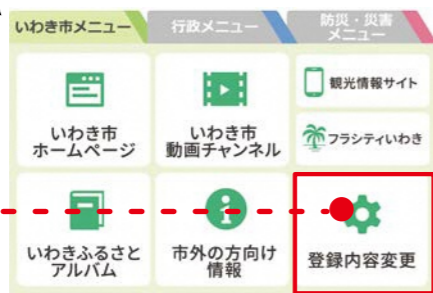 いわき市メニュー
行政メニュー
防災・災害
メニュー
いわき市
ホームページ
いわき市
動画チャンネル
観光情報サイト
フラシティいわき
いわきふるさと
アルバム
市外の方向け
情報
登録内容変更